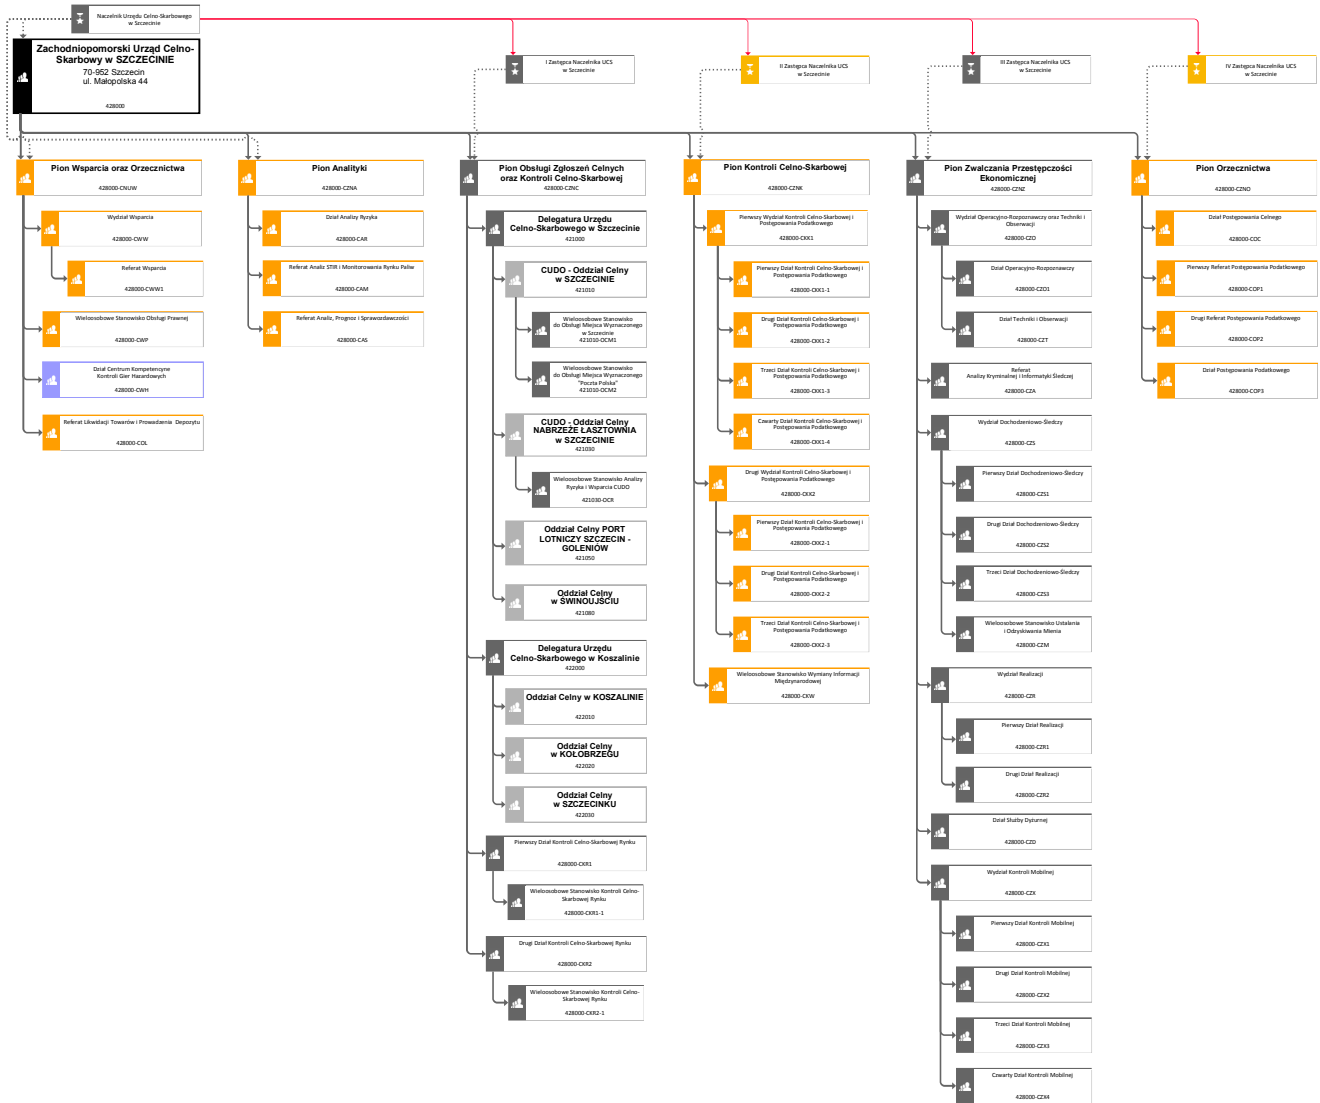 Naczelnik Urzędu Celno-Skarbowego
w Szczecinie
Zachodniopomorski Urząd Celno-
Skarbowy w SZCZECINIE
70-952 Szczecin
ul. Małopolska 44
428000
I Zastępca Naczelnika UCS
w Szczecinie
II Zastępca Naczelnika UCS
w Szczecinie
III Zastępca Naczelnika UCS
w Szczecinie
IV Zastępca Naczelnika UCS
w Szczecinie
Pion Wsparcia oraz Orzecznictwa
428000-CNUW
Wydział Wsparcia
428000-CWW
Referat Wsparcia
428000-CWW1
Wieloosobowe Stanowisko Obsługi Prawnej
428000-CWP
Dział Centrum Kompetencyjne
Kontroli Gier Hazardowych
428000-CWH
Referat Likwidacji Towarów i Prowadzenia Depozytu
428000-COL
Pion Analityki
428000-CZNA
Dział Analizy Ryzyka
428000-CAR
Referat Analiz STIR i Monitorowania Rynku Paliw
428000-CAM
Referat Analiz, Prognoz i Sprawozdawczości
428000-CAS
Pion Obsługi Zgłoszeń Celnych
oraz Kontroli Celno-Skarbowej
428000-CZNC
Delegatura Urzędu
Celno-Skarbowego w Szczecinie
421000
CUDO - Oddział Celny
w SZCZECINIE
421010
Wieloosobowe Stanowisko
do Obsługi Miejsca Wyznaczonego
w Szczecinie
421010-OCM1
Wieloosobowe Stanowisko
do Obsługi Miejsca Wyznaczonego
"Poczta Polska"
421010-OCM2
CUDO - Oddział Celny
NABRZEŻE ŁASZTOWNIA
w SZCZECINIE
421030
Wieloosobowe Stanowisko Analizy
Ryzyka i Wsparcia CUDO
421030-OCR
Oddział Celny PORT
LOTNICZY SZCZECIN -
GOLENIÓW
421050
Oddział Celny
w ŚWINOUJŚCIU
421080
Delegatura Urzędu
Celno-Skarbowego w Koszalinie
422000
Oddział Celny w KOSZALINIE
422010
Oddział Celny
w KOŁOBRZEGU
422020
Oddział Celny
w SZCZECINKU
422030
Pierwszy Dział Kontroli Celno-Skarbowej Rynku
428000-CKR1
Wieloosobowe Stanowisko Kontroli Celno-
Skarbowej Rynku
428000-CKR1-1
Drugi Dział Kontroli Celno-Skarbowej Rynku
428000-CKR2
Wieloosobowe Stanowisko Kontroli Celno-
Skarbowej Rynku
428000-CKR2-1
Pion Kontroli Celno-Skarbowej
428000-CZNK
Pierwszy Wydział Kontroli Celno-Skarbowej i
Postępowania Podatkowego
428000-CKK1
Pierwszy Dział Kontroli Celno-Skarbowej i
Postępowania Podatkowego
428000-CKK1-1
Drugi Dział Kontroli Celno-Skarbowej i
Postępowania Podatkowego
428000-CKK1-2
Trzeci Dział Kontroli Celno-Skarbowej i
Postępowania Podatkowego
428000-CKK1-3
Czwarty Dział Kontroli Celno-Skarbowej i
Postępowania Podatkowego
428000-CKK1-4
Drugi Wydział Kontroli Celno-Skarbowej i
Postępowania Podatkowego
428000-CKK2
Pierwszy Dział Kontroli Celno-Skarbowej i
Postępowania Podatkowego
428000-CKK2-1
Drugi Dział Kontroli Celno-Skarbowej i
Postępowania Podatkowego
428000-CKK2-2
Trzeci Dział Kontroli Celno-Skarbowej i
Postępowania Podatkowego
428000-CKK2-3
Wieloosobowe Stanowisko Wymiany Informacji
Międzynarodowej
428000-CKW
Pion Zwalczania Przestępczości
Ekonomicznej
428000-CZNZ
Wydział Operacyjno-Rozpoznawczy oraz Techniki i
Obserwacji
428000-CZO
Dział Operacyjno-Rozpoznawczy
428000-CZO1
Dział Techniki i Obserwacji
428000-CZT
Referat
Analizy Kryminalnej i Informatyki Śledczej
428000-CZA
Wydział Dochodzeniowo-Śledczy
428000-CZS
Pierwszy Dział Dochodzeniowo-Śledczy
428000-CZS1
Drugi Dział Dochodzeniowo-Śledczy
428000-CZS2
Trzeci Dział Dochodzeniowo-Śledczy
428000-CZS3
Wieloosobowe Stanowisko Ustalania
i Odzyskiwania Mienia
428000-CZM
Wydział Realizacji
428000-CZR
Pierwszy Dział Realizacji
428000-CZR1
Drugi Dział Realizacji
428000-CZR2
Dział Służby Dyżurnej
428000-CZD
Wydział Kontroli Mobilnej
428000-CZX
Pierwszy Dział Kontroli Mobilnej
428000-CZX1
Drugi Dział Kontroli Mobilnej
428000-CZX2
Trzeci Dział Kontroli Mobilnej
428000-CZX3
Czwarty Dział Kontroli Mobilnej
428000-CZX4
Pion Orzecznictwa
428000-CZNO
Dział Postępowania Celnego
428000-COC
Pierwszy Referat Postępowania Podatkowego
428000-COP1
Drugi Referat Postępowania Podatkowego
428000-COP2
Dział Postępowania Podatkowego
428000-COP3